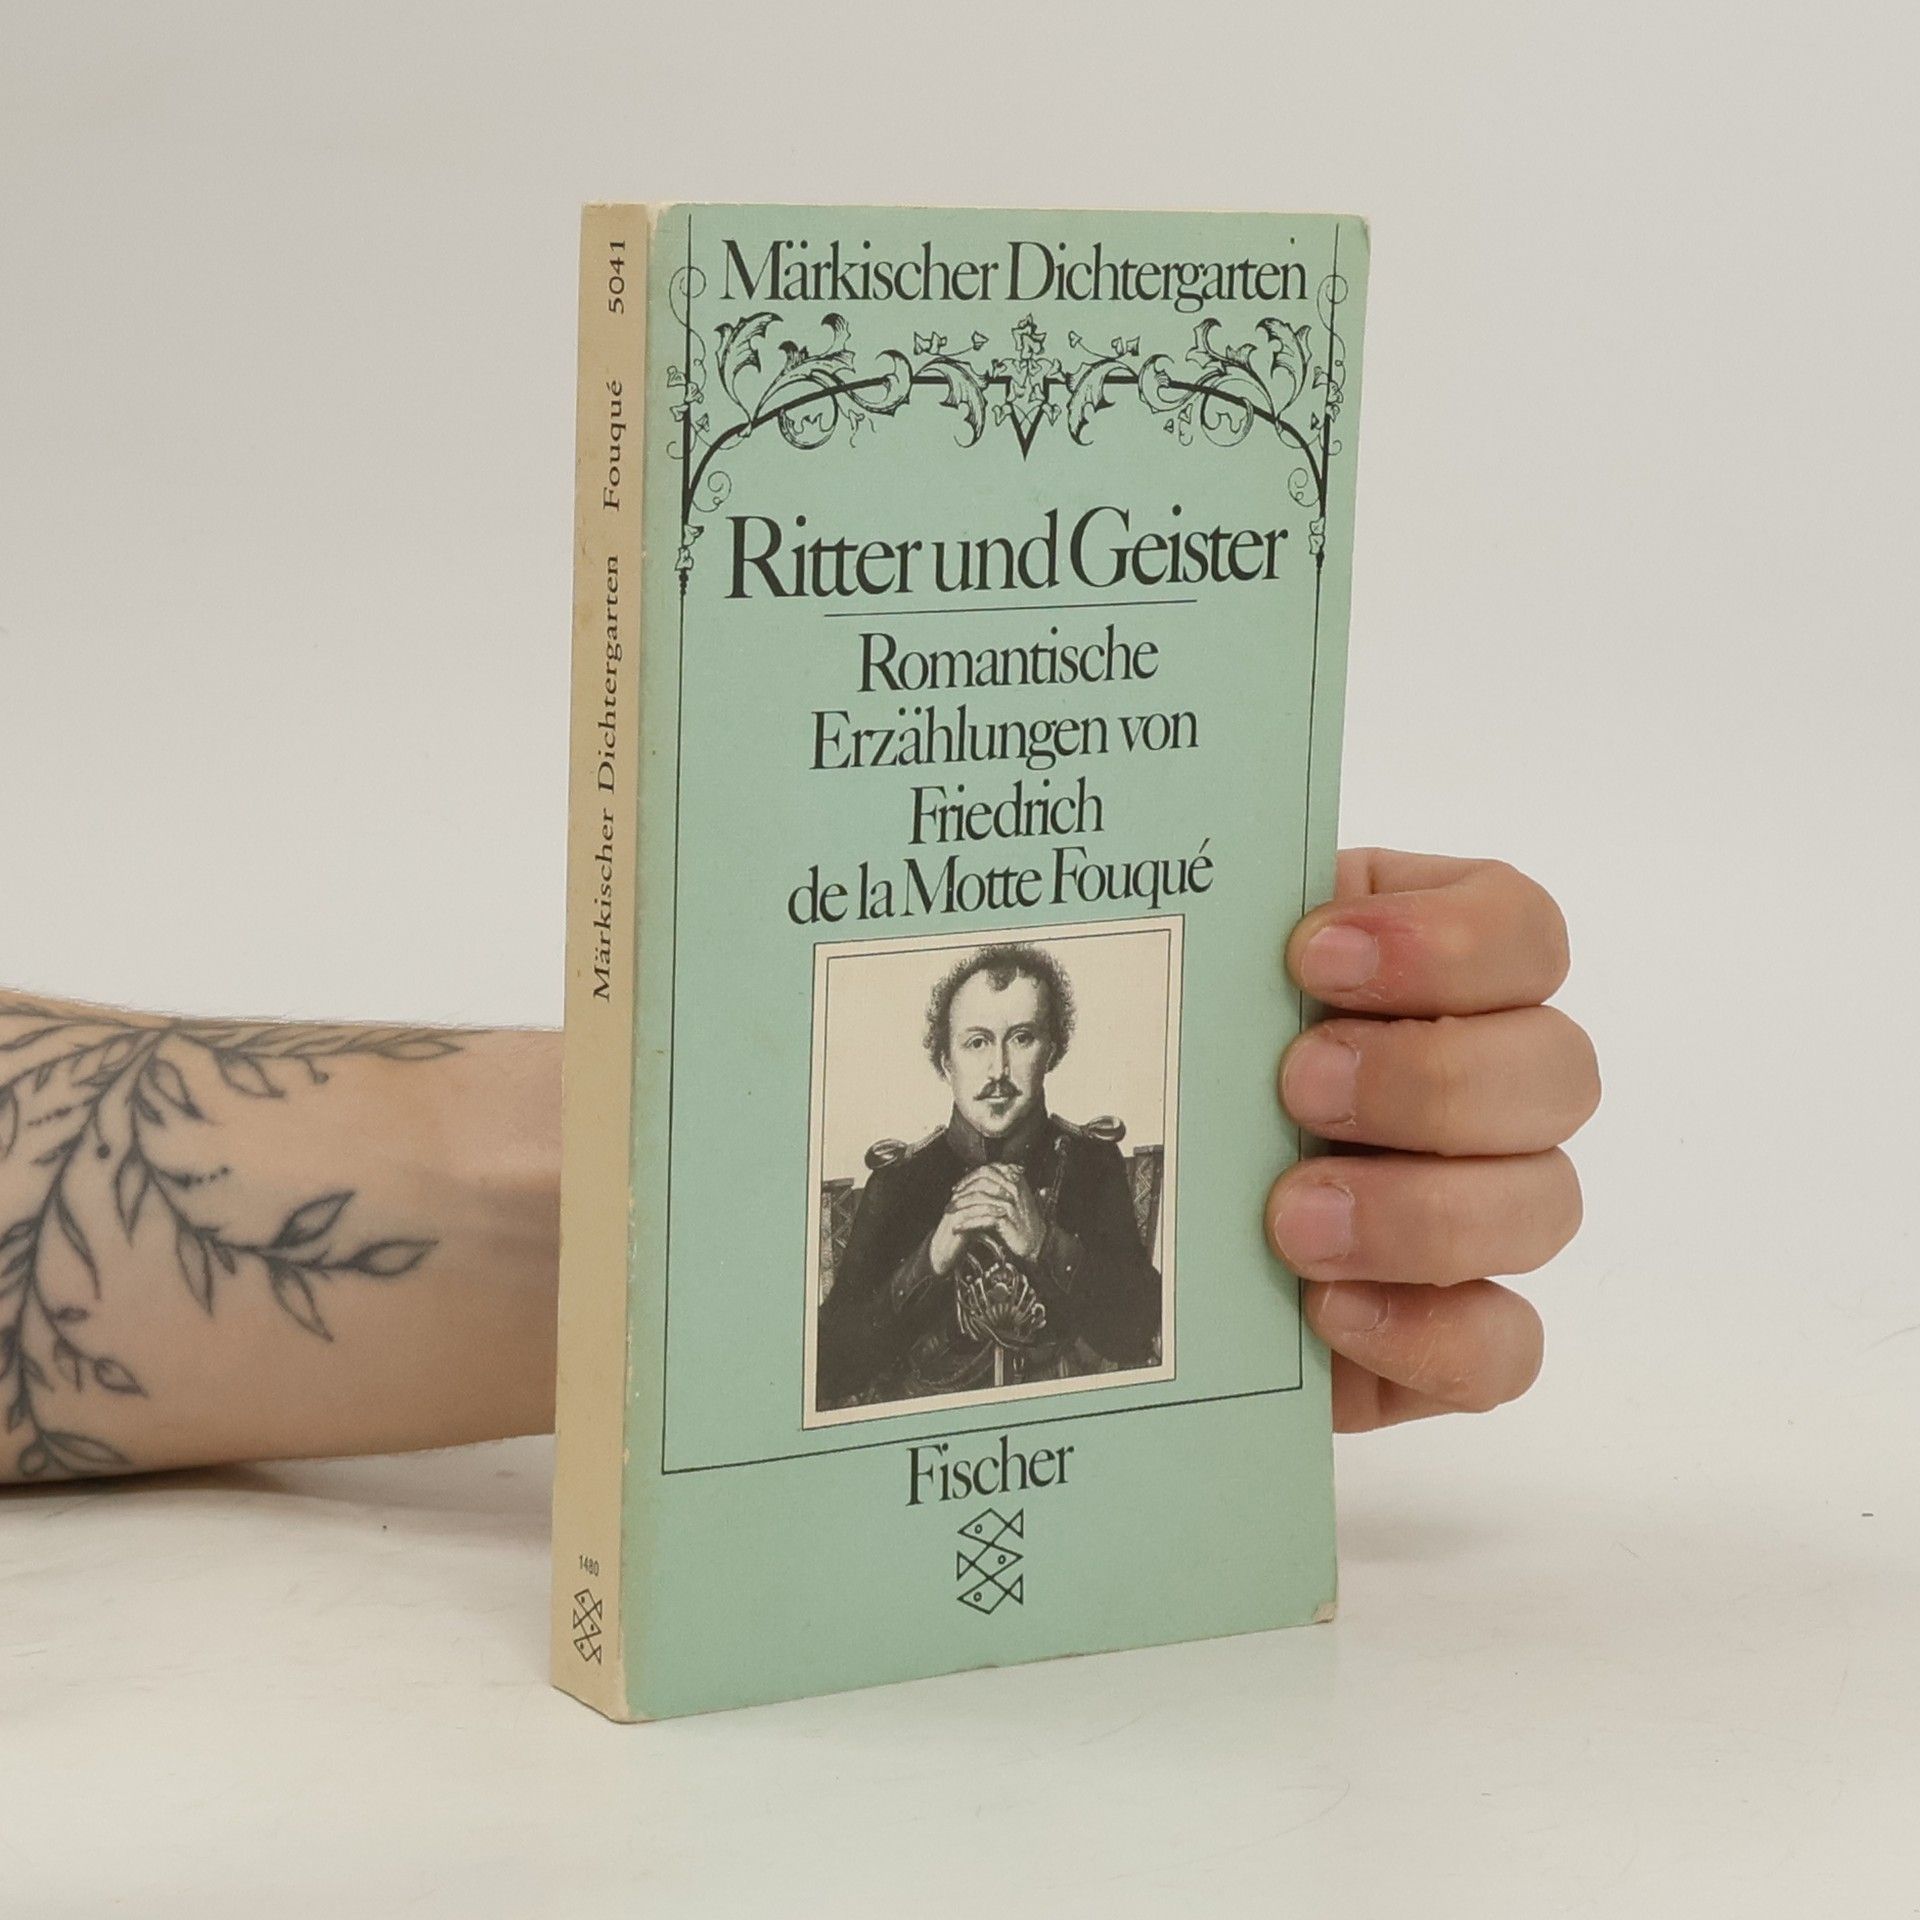 Märkischer Dichtergarten
Ritter und Geister
Romantische
Erzählungen von
Friedrich
de la Motte Fouqué
Fischer
Märkischer Dichtergarten Fouqué 5041
1480